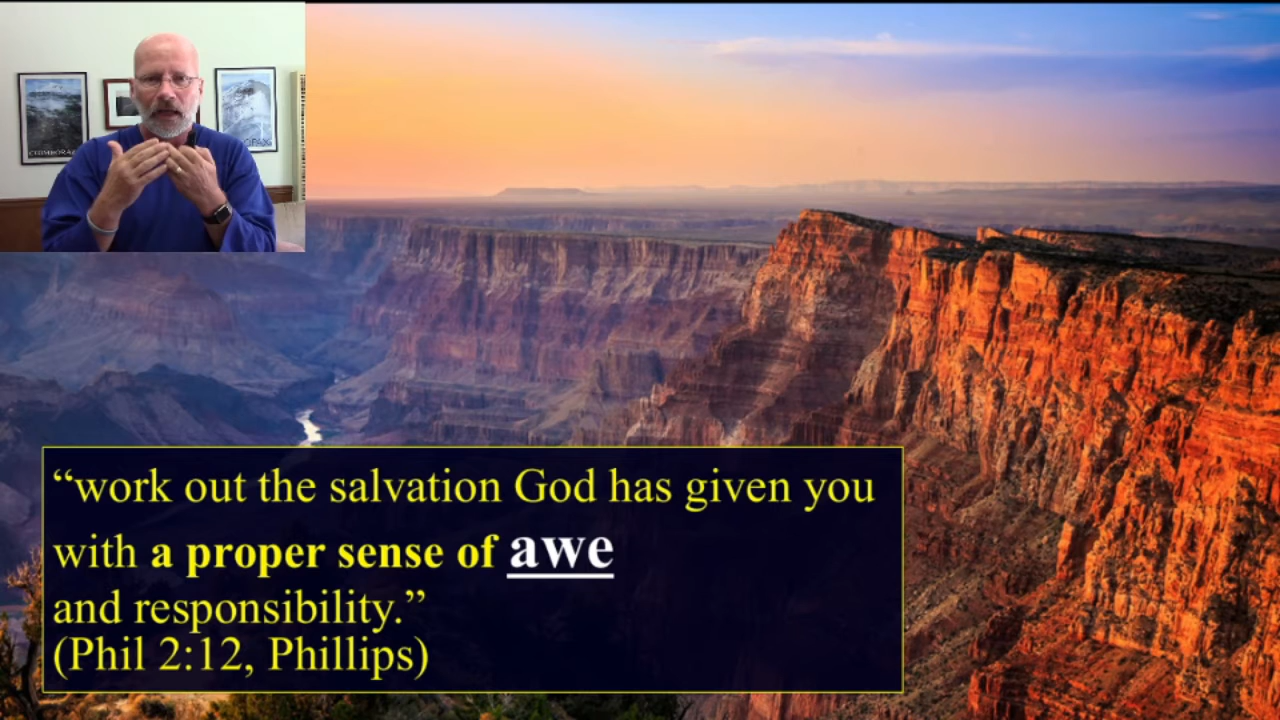 CHIMBORAZO
“work out the salvation God has given you
with a proper sense of awe
and responsibility.”
(Phil 2:12, Phillips)